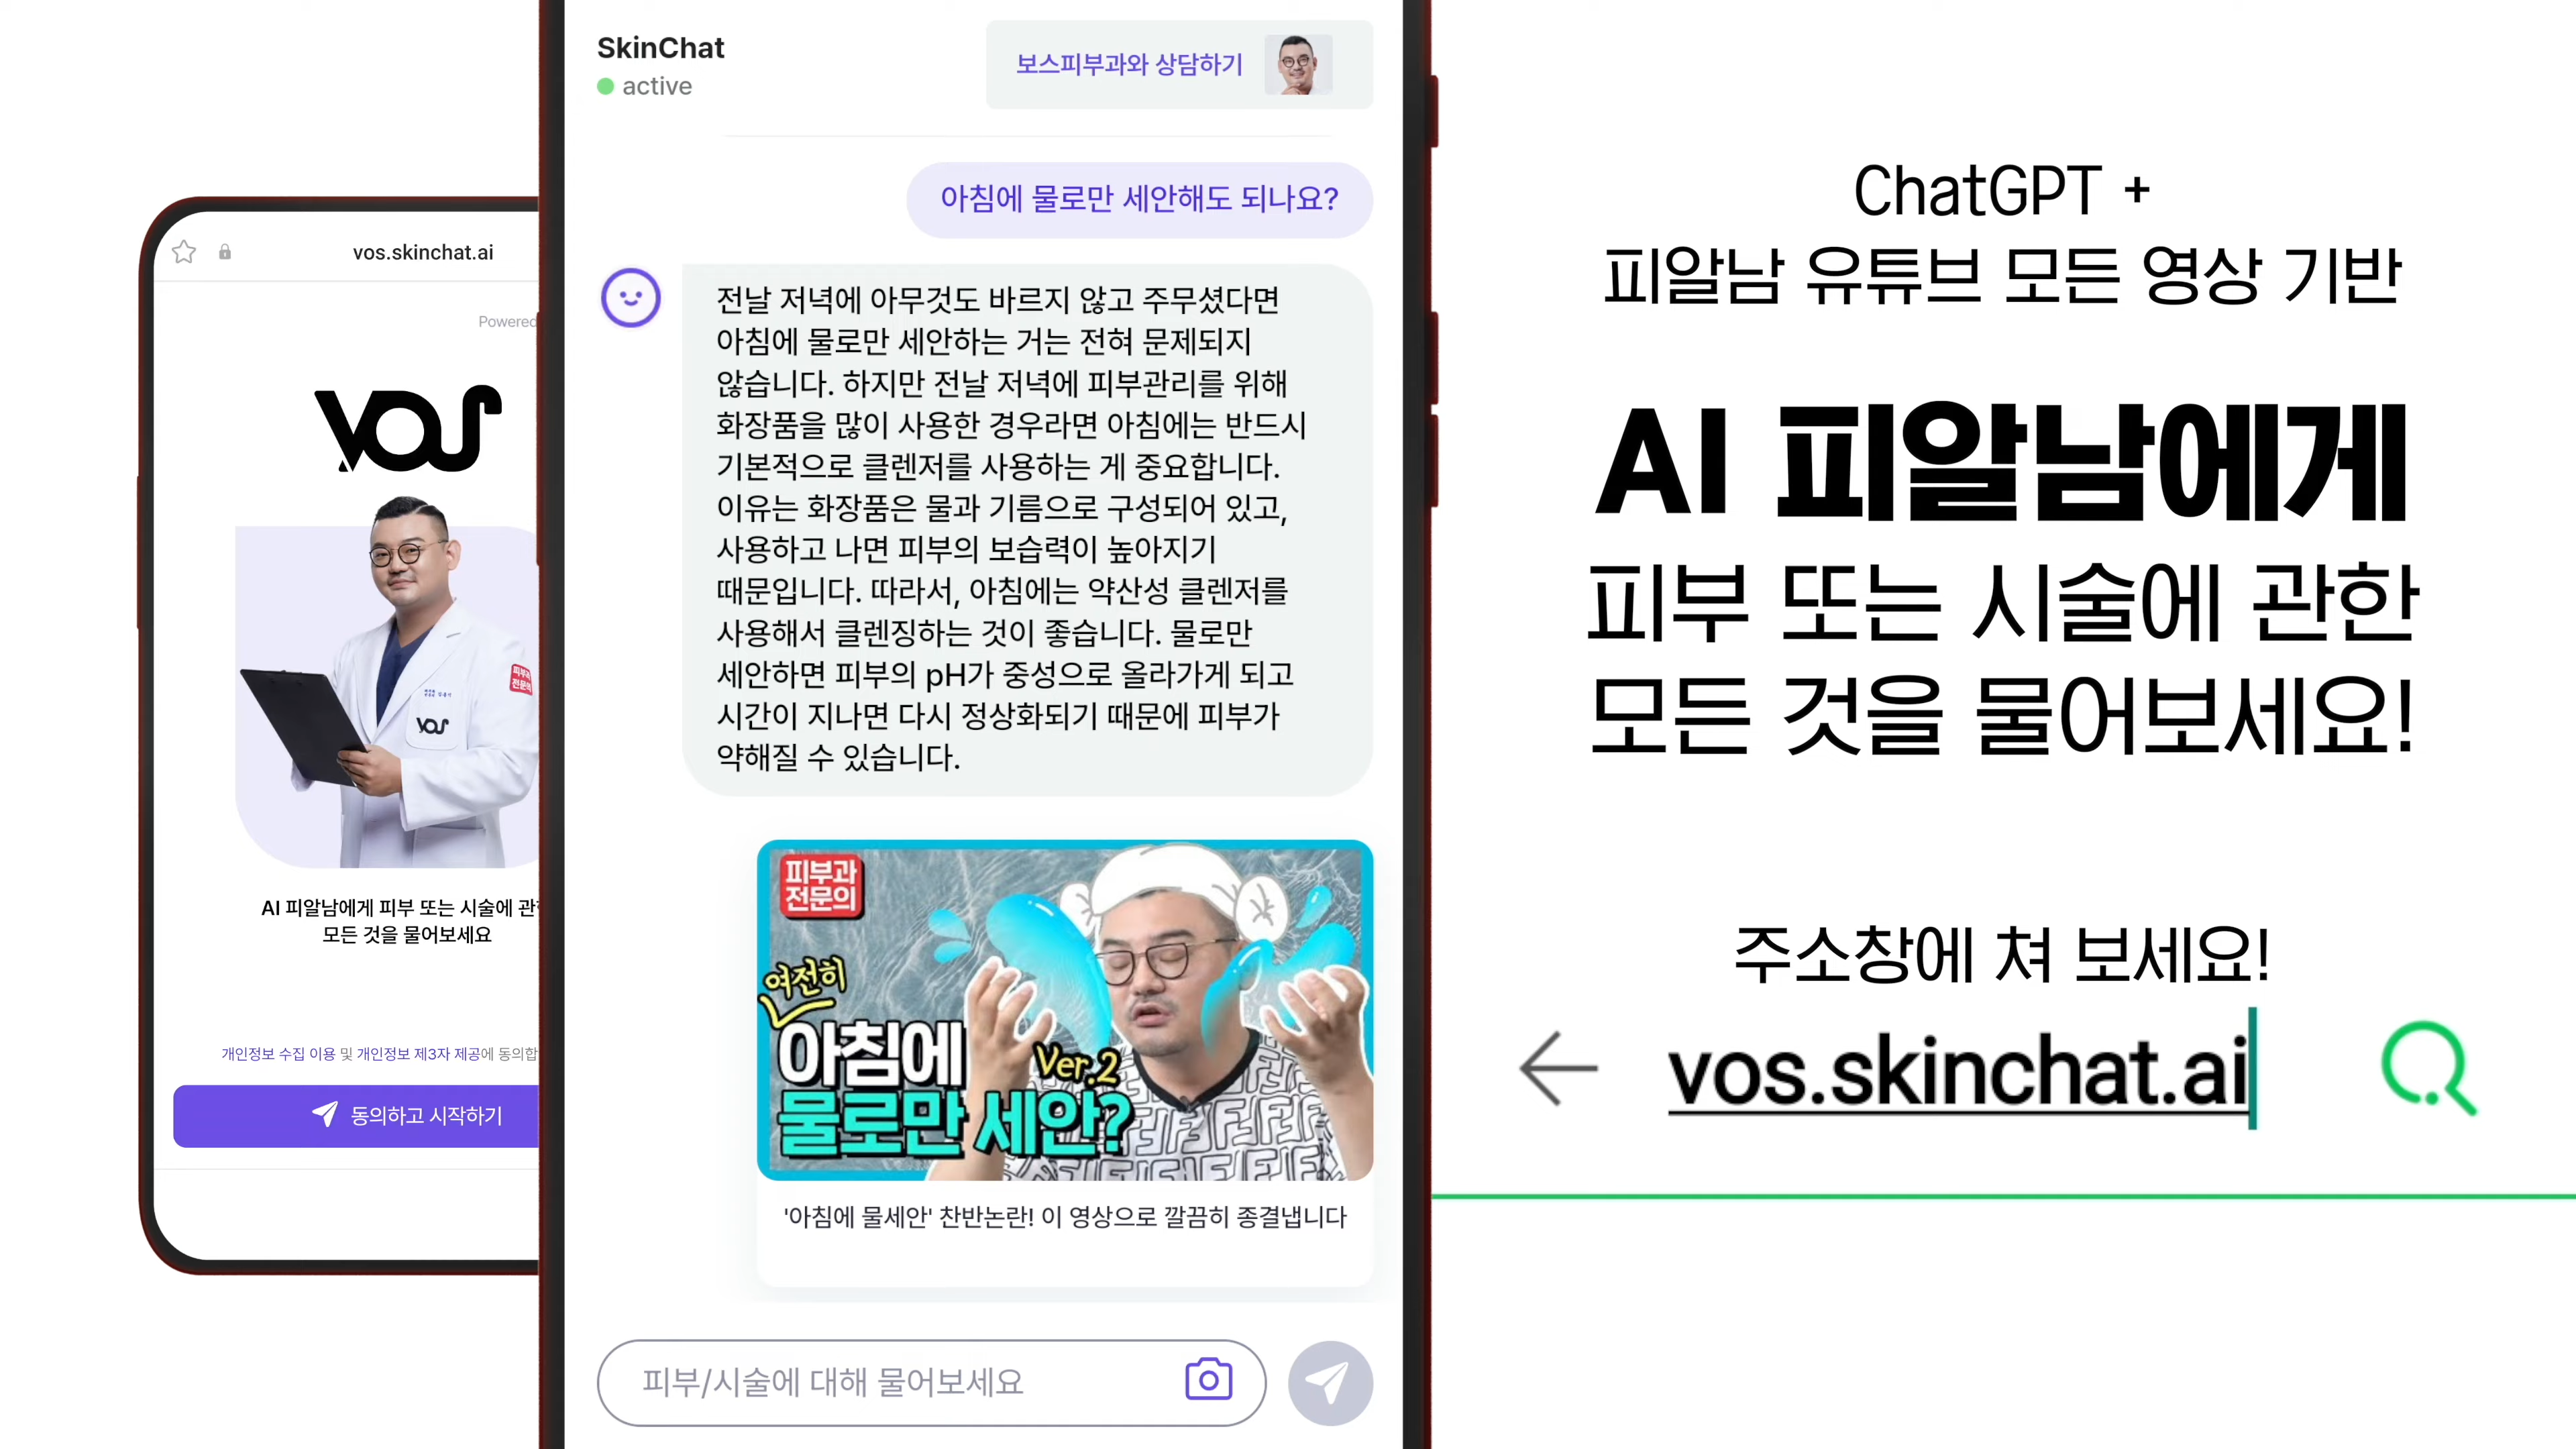 vos.skinchat.ai
Powered
VOS
피부과
전문의
VOS
AI 피알남에게 피부 또는 시술에 관한
모든 것을 물어보세요
개인정보 수집 이용 및 개인정보 제3자 제공에 동의합
동의하고 시작하기
SkinChat
active
보스피부과와 상담하기
아침에 물로만 세안해도 되나요?
전날 저녁에 아무것도 바르지 않고 주무셨다면
아침에 물로만 세안하는 거는 전혀 문제되지
않습니다. 하지만 전날 저녁에 피부관리를 위해
화장품을 많이 사용한 경우라면 아침에는 반드시
기본적으로 클렌저를 사용하는 게 중요합니다.
이유는 화장품은 물과 기름으로 구성되어 있고,
사용하고 나면 피부의 보습력이 높아지기
때문입니다. 따라서, 아침에는 약산성 클렌저를
사용해서 클렌징하는 것이 좋습니다. 물로만
세안하면 피부의 pH가 중성으로 올라가게 되고
시간이 지나면 다시 정상화되기 때문에 피부가
약해질 수 있습니다.
피부과
전문의
여전히
아침에 Ver.2
물로만 세안?
'아침에 물세안' 찬반논란! 이 영상으로 깔끔히 종결냅니다
피부/시술에 대해 물어보세요
ChatGPT +
피알남 유튜브 모든 영상 기반
AI 피알남에게
피부 또는 시술에 관한
모든 것을 물어보세요!
주소창에 쳐 보세요!
vos.skinchat.ai